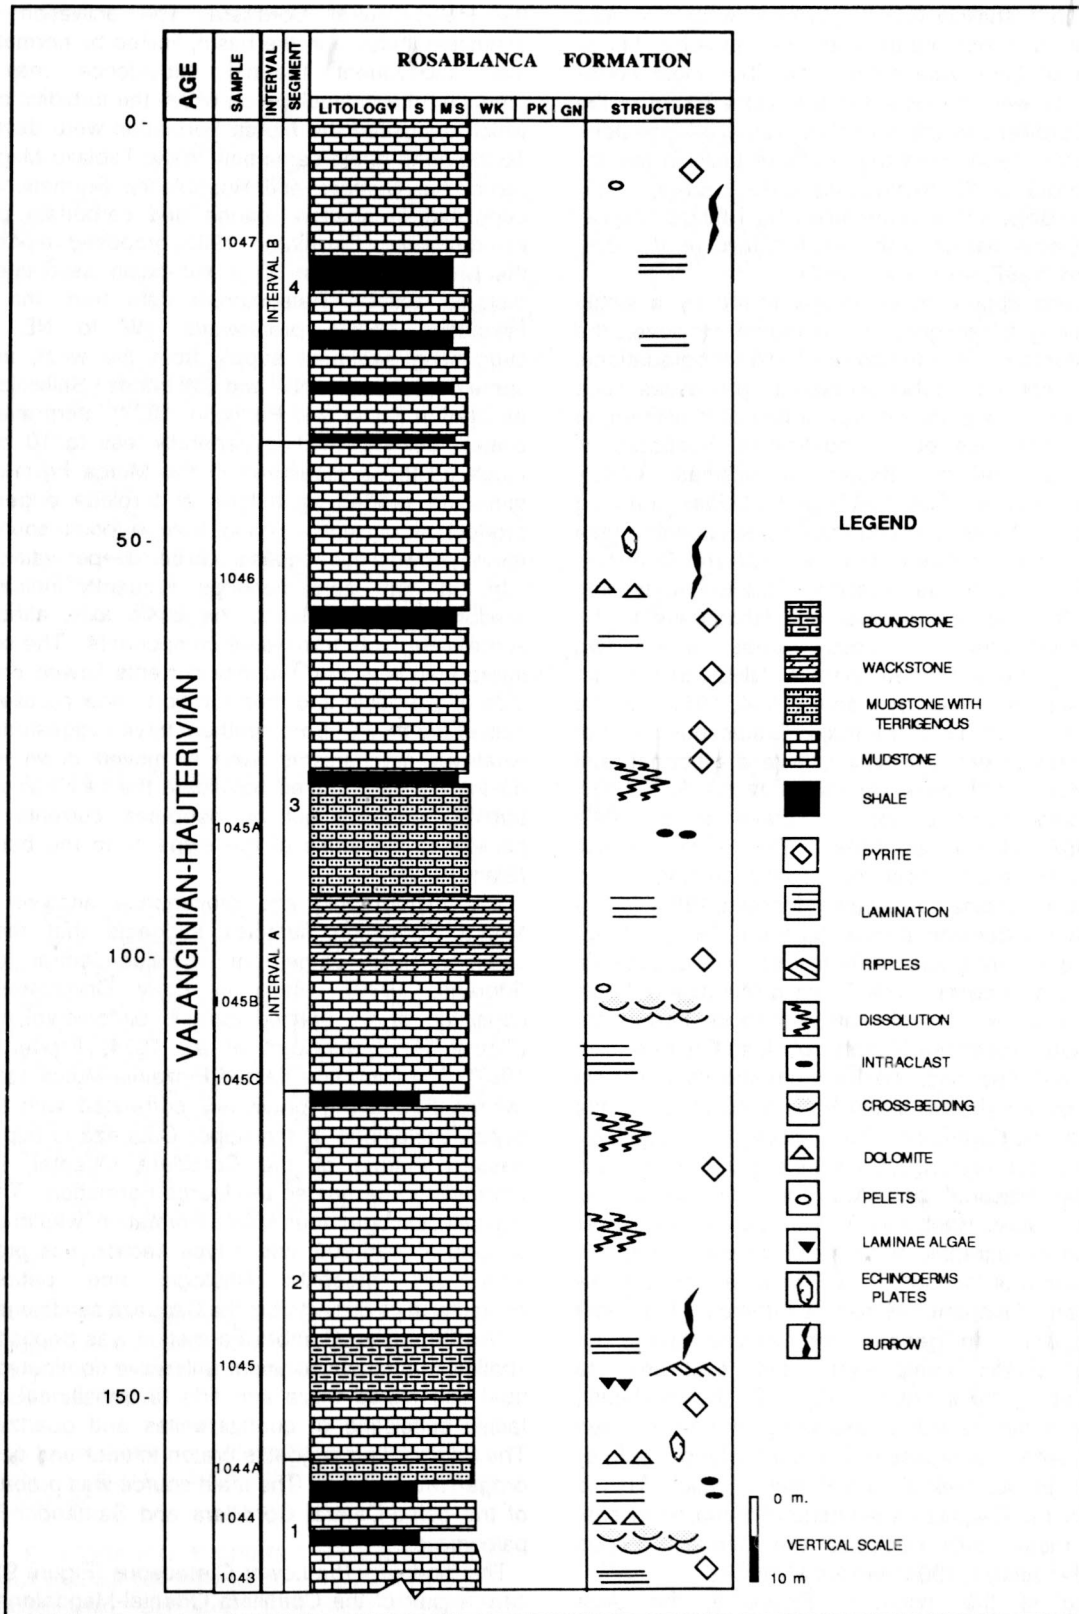 AGE
SAMPLE
INTERVAL
SEGMENT
ROSABLANCA FORMATION
LITOLOGY S MS WK PK GN STRUCTURES
0 -
50 -
100 -
150 -
VALANGINIAN-HAUTERIVIAN
1047
1046
1045A
1045B
1045C
1045
1044A
1044
1043
INTERVAL B
INTERVAL A
4
3
2
1
LEGEND
BOUNDSTONE
WACKSTONE
MUDSTONE WITH
TERRIGENOUS
MUDSTONE
SHALE
PYRITE
LAMINATION
RIPPLES
DISSOLUTION
INTRACLAST
CROSS-BEDDING
DOLOMITE
PELETS
LAMINAE ALGAE
ECHINODERMS
PLATES
BURROW
0 m.
VERTICAL SCALE
10 m